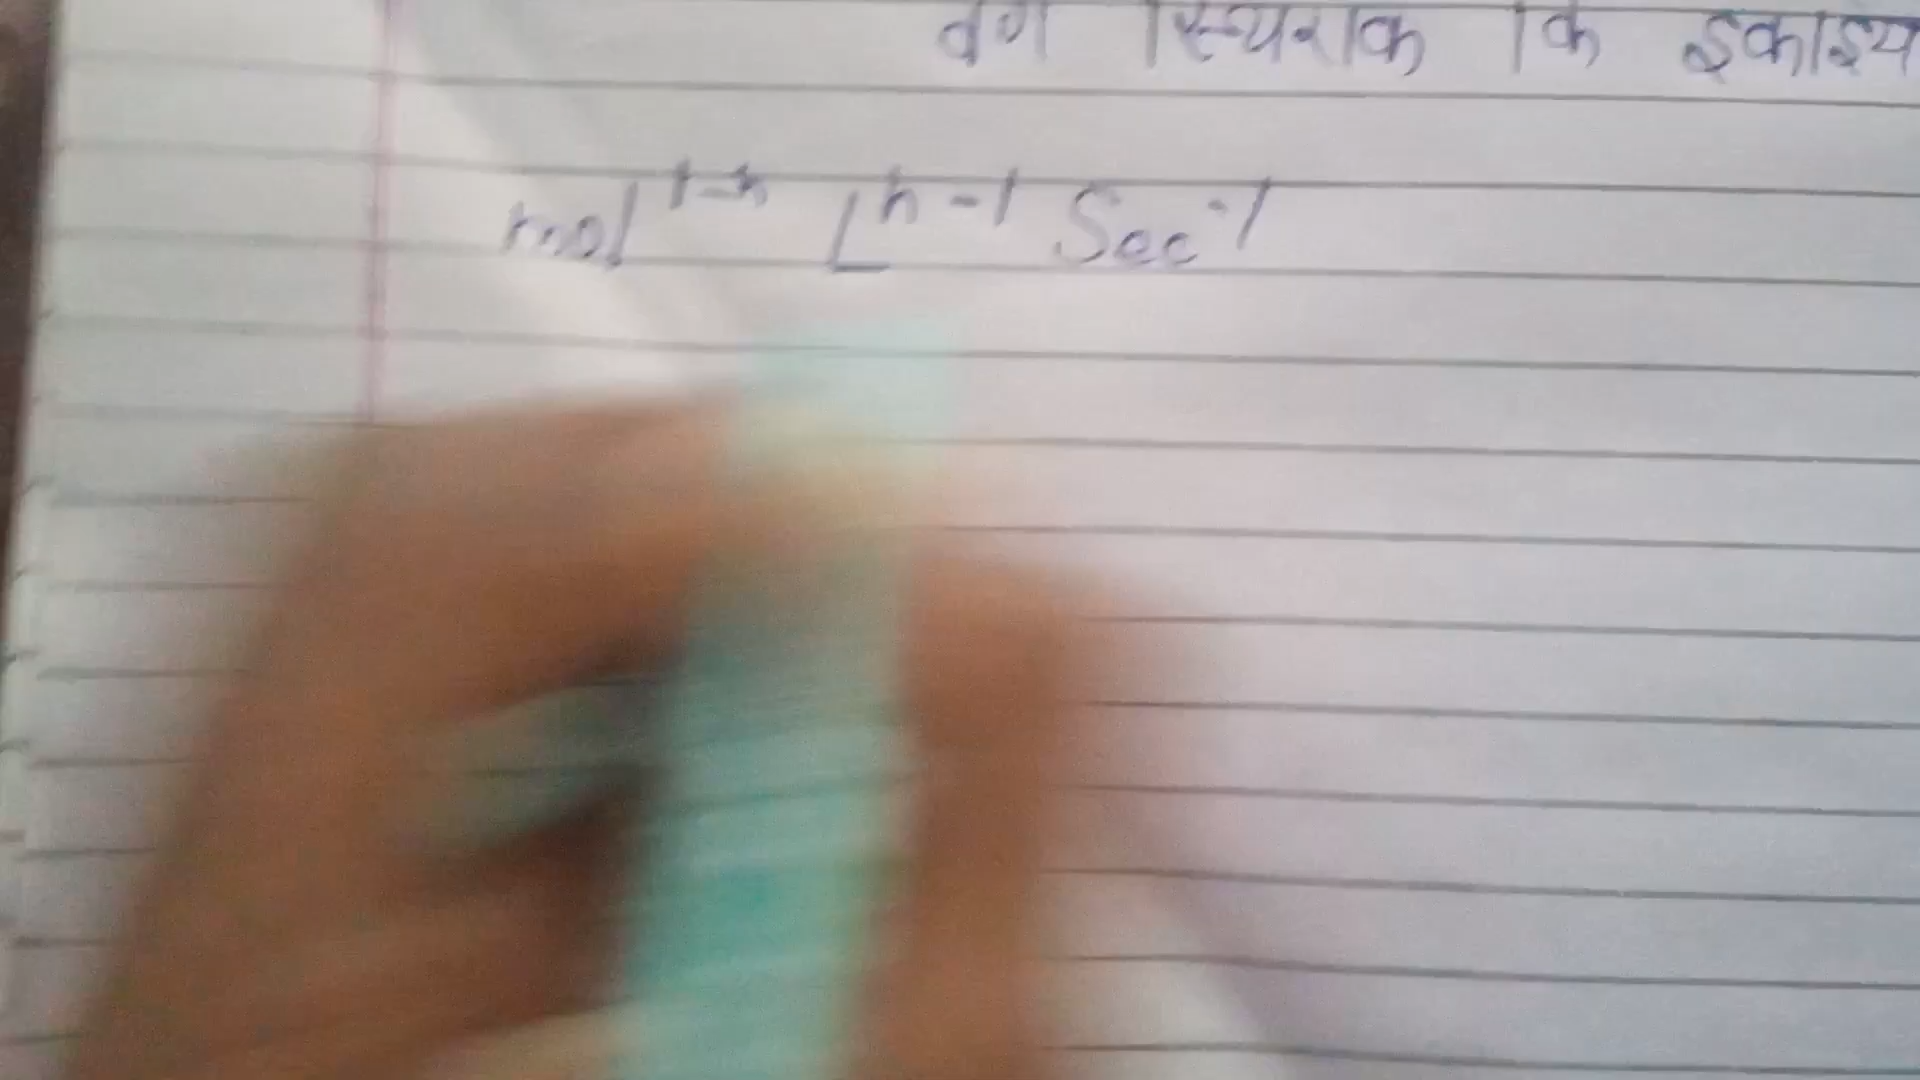 वेग स्थिरांक कि इकाइय
mol^1-n L^n-1 Sec^-1